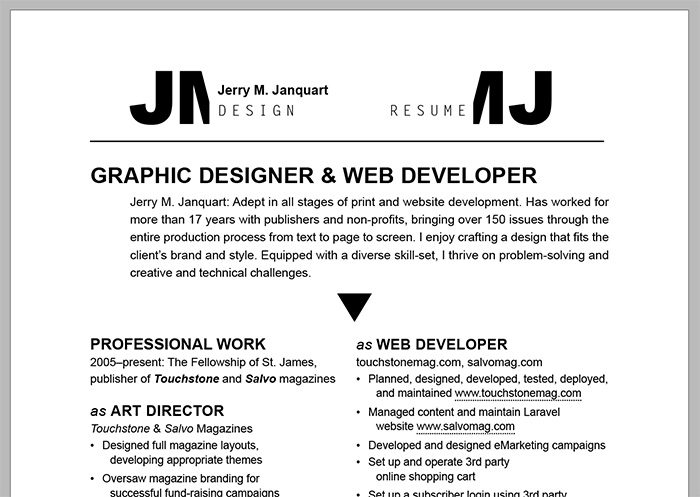 JM Jerry M. Janquart
DESIGN
RESUME MJ
GRAPHIC DESIGNER & WEB DEVELOPER
Jerry M. Janquart: Adept in all stages of print and website development. Has worked for
more than 17 years with publishers and non-profits, bringing over 150 issues through the
entire production process from text to page to screen. I enjoy crafting a design that fits the
client's brand and style. Equipped with a diverse skill-set, I thrive on problem-solving and
creative and technical challenges.
PROFESSIONAL WORK
2005–present: The Fellowship of St. James,
publisher of Touchstone and Salvo magazines
as ART DIRECTOR
Touchstone & Salvo Magazines
• Designed full magazine layouts,
developing appropriate themes
• Oversaw magazine branding for
successful fund-raising campaigns
as WEB DEVELOPER
touchstonemag.com, salvomag.com
• Planned, designed, developed, tested, deployed,
and maintained www.touchstonemag.com
• Managed content and maintain Laravel
website www.salvomag.com
• Developed and designed eMarketing campaigns
• Set up and operate 3rd party
online shopping cart
• Set up a subscriber login using 3rd party